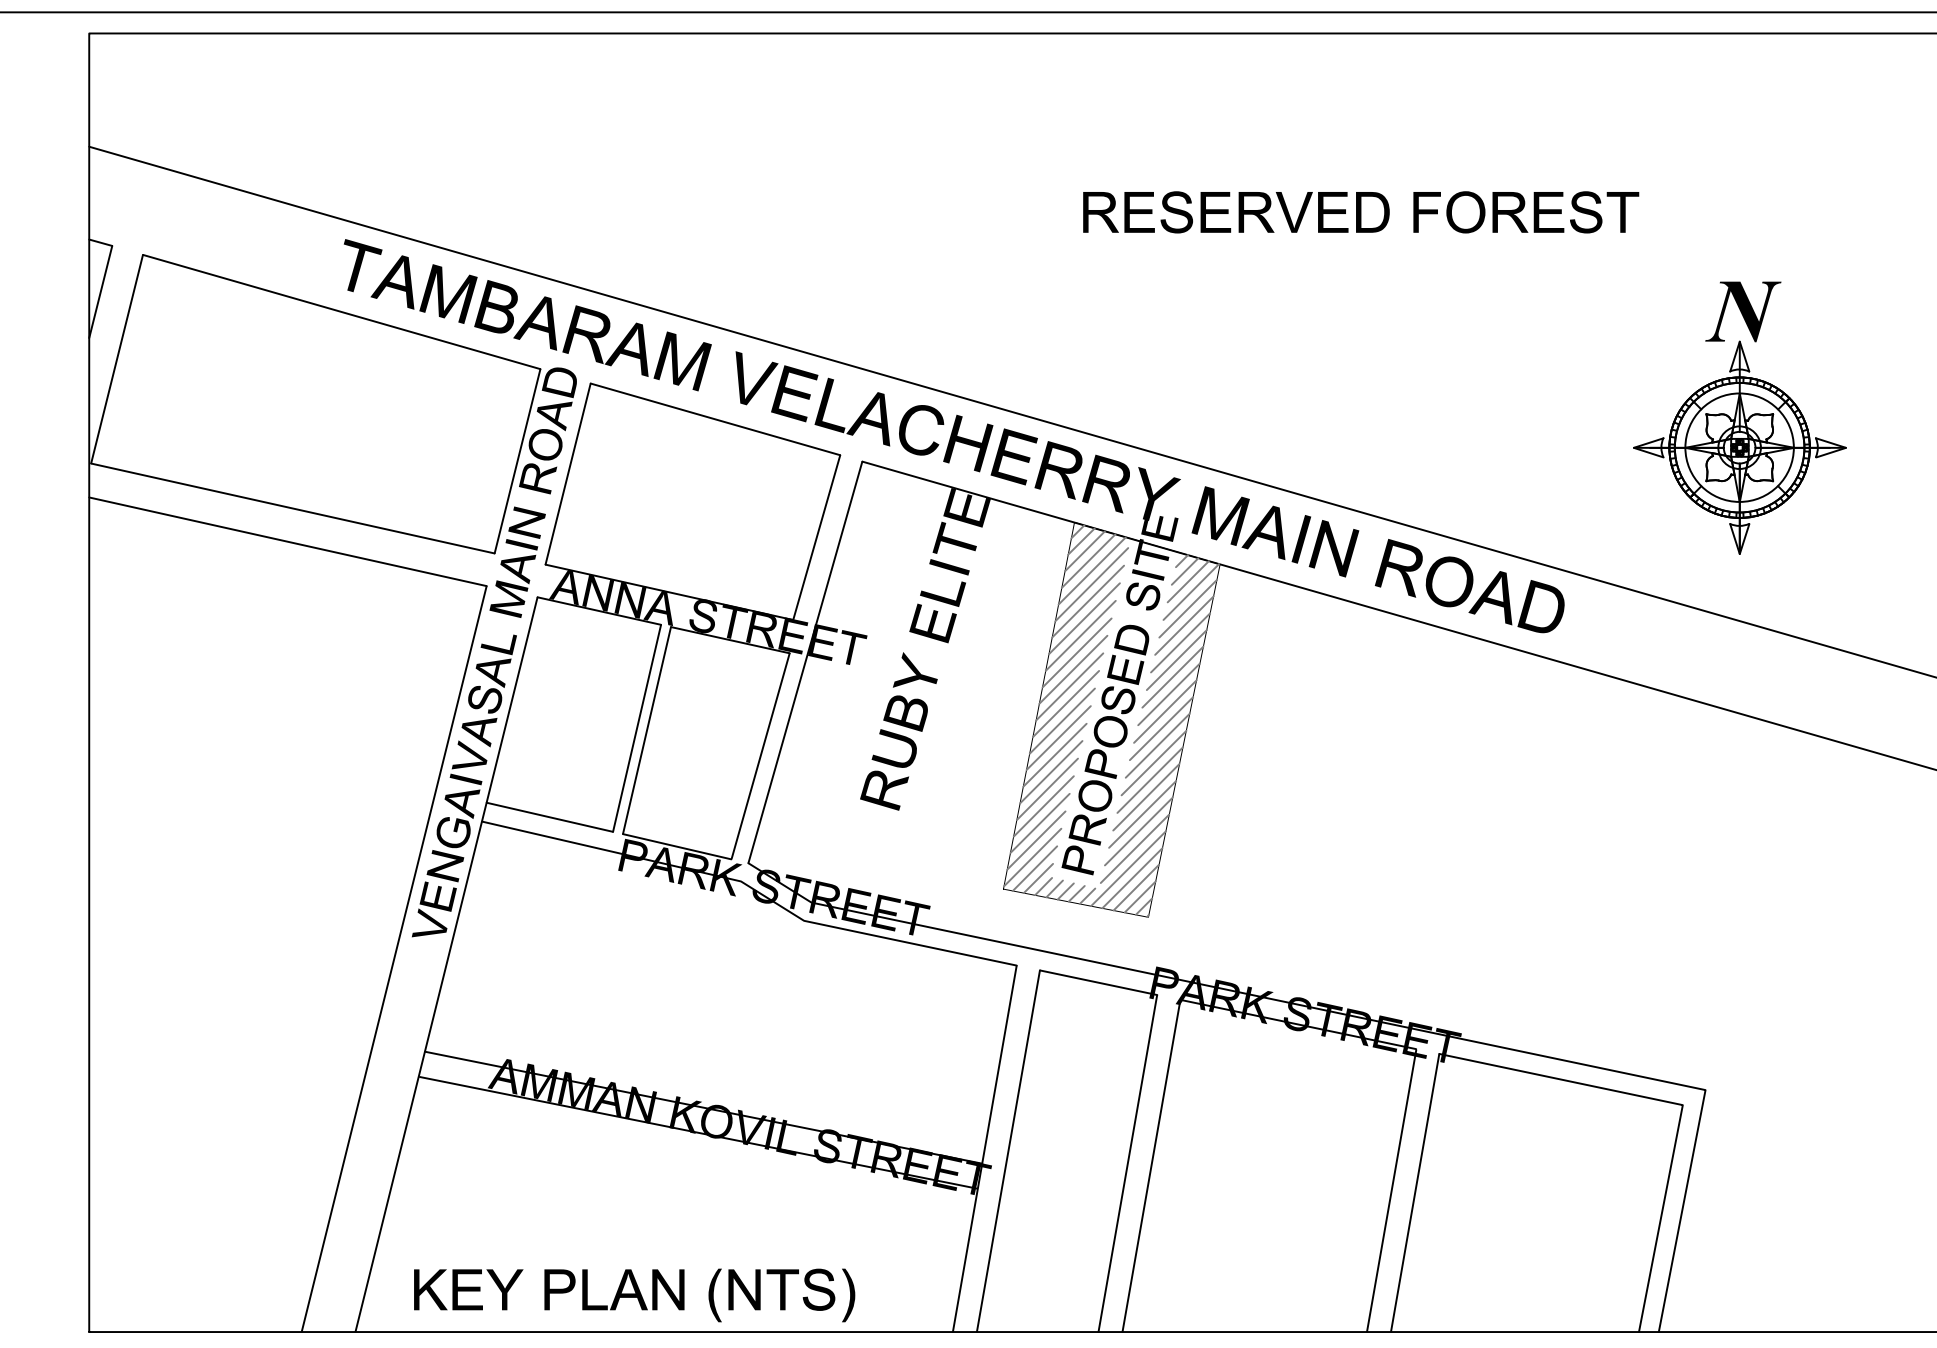 RESERVED FOREST
N
TAMBARAM VELACHERRY MAIN ROAD
VENGAIVASAL MAIN ROAD
ANNA STREET
RUBY ELITE
PROPOSED SITE
PARK STREET
PARK STREET
AMMAN KOVIL STREET
KEY PLAN (NTS)